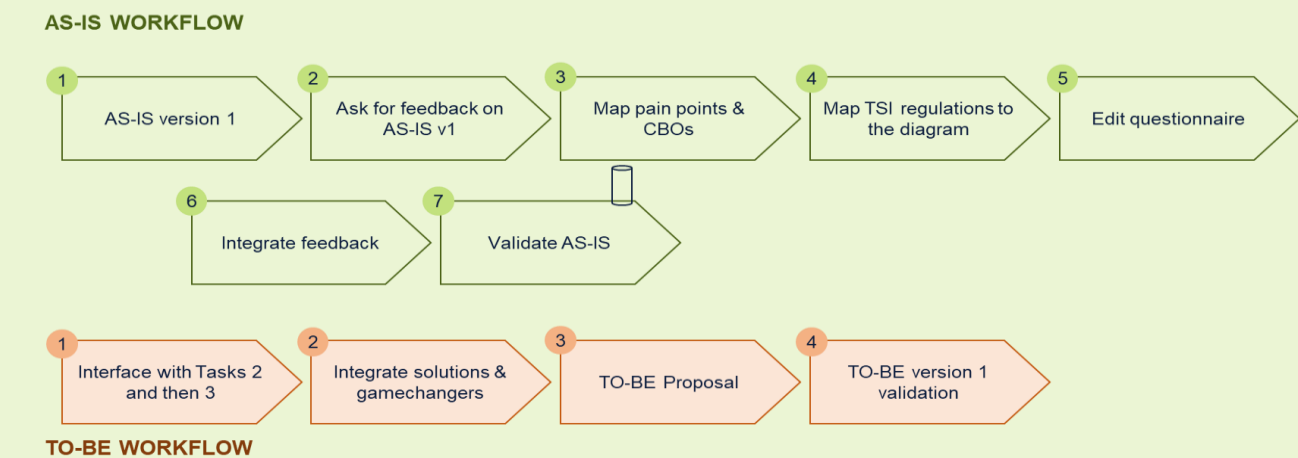 AS-IS WORKFLOW
1
AS-IS version 1
2
Ask for feedback on
AS-IS v1
3
Map pain points &
CBOs
4
Map TSI regulations to
the diagram
5
Edit questionnaire
6
Integrate feedback
7
Validate AS-IS
1
Interface with Tasks 2
and then 3
2
Integrate solutions &
gamechangers
3
TO-BE Proposal
4
TO-BE version 1
validation
TO-BE WORKFLOW